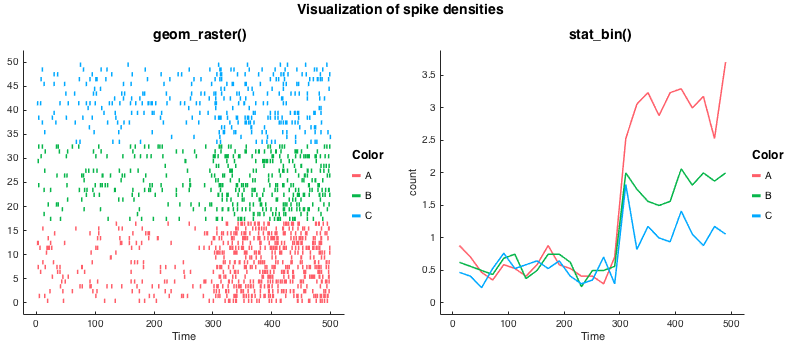 Visualization of spike densities
geom_raster()
50
45
40
35
30
25
20
15
10
5
0
0 100 200 300 400 500
Time
Color
A
B
C
stat_bin()
count
3.5
3
2.5
2
1.5
1
0.5
0
0 100 200 300 400 500
Time
Color
A
B
C